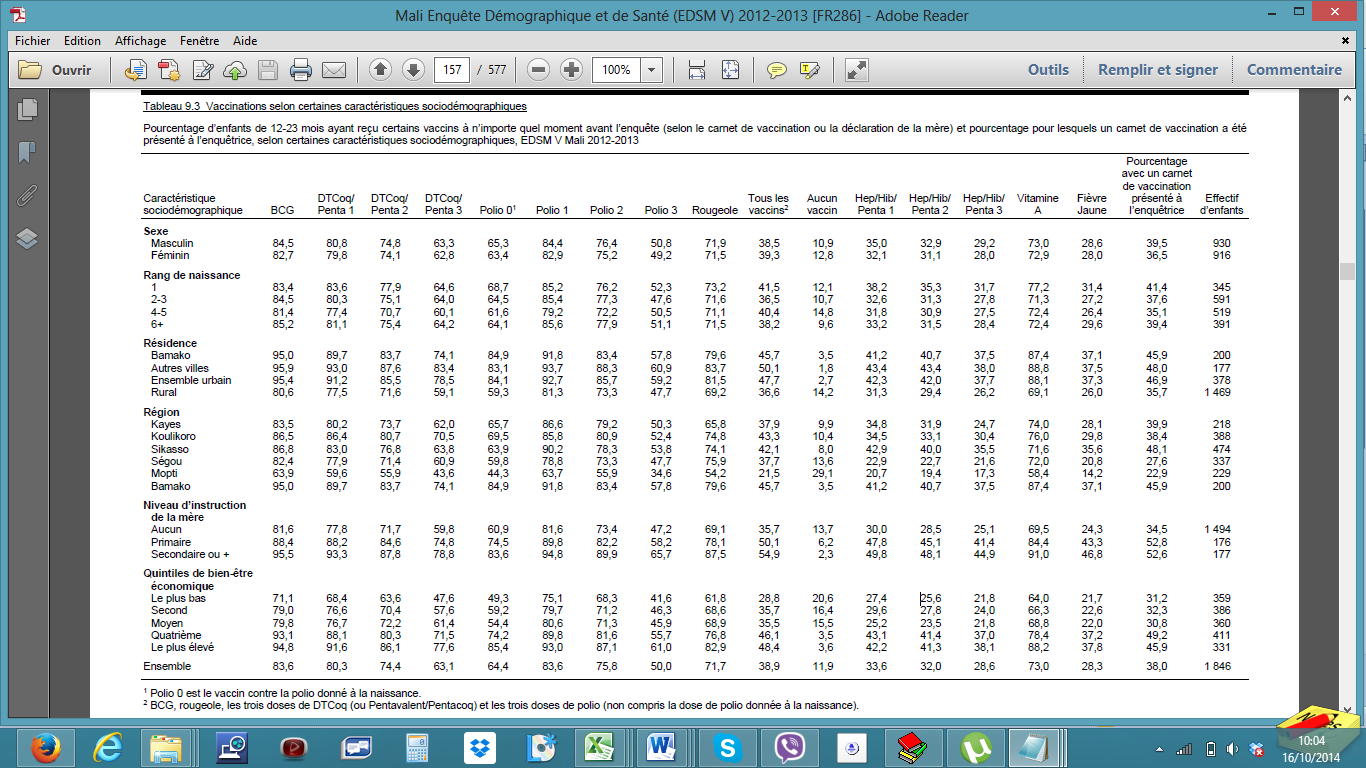 Mali Enquête Démographique et de Santé (EDSM V) 2012-2013 [FR286] - Adobe Reader
Fichier Edition Affichage Fenêtre Aide
Ouvrir 157 / 577 100% Outils Remplir et signer Commentaire
Tableau 9.3 Vaccinations selon certaines caractéristiques sociodémographiques
Pourcentage d'enfants de 12-23 mois ayant reçu certains vaccins à n'importe quel moment avant l'enquête (selon le carnet de vaccination ou la déclaration de la mère) et pourcentage pour lesquels un carnet de vaccination a été
présenté à l'enquêtrice, selon certaines caractéristiques sociodémographiques, EDSM V Mali 2012-2013
Pourcentage
avec un carnet
de vaccination
Caractéristique DTCoq/ DTCoq/ DTCoq/ Tous les Aucun Hep/Hib/ Hep/Hib/ Hep/Hib/ Vitamine Fièvre présenté à Effectif
sociodémographique BCG Penta 1 Penta 2 Penta 3 Polio 0¹ Polio 1 Polio 2 Polio 3 Rougeole vaccins² vaccin Penta 1 Penta 2 Penta 3 A Jaune l'enquêtrice d'enfants
Sexe
Masculin 84,5 80,8 74,8 63,3 65,3 84,4 76,4 50,8 71,9 38,5 10,9 35,0 32,9 29,2 73,0 28,6 39,5 930
Féminin 82,7 79,8 74,1 62,8 63,4 82,9 75,2 49,2 71,5 39,3 12,8 32,1 31,1 28,0 72,9 28,0 36,5 916
Rang de naissance
1 83,4 83,6 77,9 64,6 68,7 85,2 76,2 52,3 73,2 41,5 12,1 38,2 35,3 31,7 77,2 31,4 41,4 345
2-3 84,5 80,3 75,1 64,0 64,5 85,4 77,3 47,6 71,6 36,5 10,7 32,6 31,3 27,8 71,3 27,2 37,6 591
4-5 81,4 77,4 70,7 60,1 61,6 79,2 72,2 50,5 71,1 40,4 14,8 31,8 30,9 27,5 72,4 26,4 35,1 519
6+ 85,2 81,1 75,4 64,2 64,1 85,6 77,9 51,1 71,5 38,2 9,6 33,2 31,5 28,4 72,4 29,6 39,4 391
Résidence
Bamako 95,0 89,7 83,7 74,1 84,9 91,8 83,4 57,8 79,6 45,7 3,5 41,2 40,7 37,5 87,4 37,1 45,9 200
Autres villes 95,9 93,0 87,6 83,4 83,1 93,7 88,3 60,9 83,7 50,1 1,8 43,4 43,4 38,0 88,8 37,5 48,0 177
Ensemble urbain 95,4 91,2 85,5 78,5 84,1 92,7 85,7 59,2 81,5 47,7 2,7 42,3 42,0 37,7 88,1 37,3 46,9 378
Rural 80,6 77,5 71,6 59,1 59,3 81,3 73,3 47,7 69,2 36,6 14,2 31,3 29,4 26,2 69,1 26,0 35,7 1 469
Région
Kayes 83,5 80,2 73,7 62,0 65,7 86,6 79,2 50,3 65,8 37,9 9,9 34,8 31,9 24,7 74,0 28,1 39,9 218
Koulikoro 86,5 86,4 80,7 70,5 69,5 85,8 80,9 52,4 74,8 43,3 10,4 34,5 33,1 30,4 76,0 29,8 38,4 388
Sikasso 86,8 83,0 76,8 63,8 63,9 90,2 78,3 53,8 74,1 42,1 8,0 42,9 40,0 35,5 71,6 35,6 48,1 474
Ségou 82,4 77,9 71,4 60,9 59,8 78,8 73,3 47,7 75,9 37,7 13,6 22,9 22,7 21,6 72,0 20,8 27,6 337
Mopti 63,9 59,6 55,9 43,6 44,3 63,7 55,9 34,6 54,2 21,5 29,1 20,7 19,4 17,3 58,4 14,2 22,9 229
Bamako 95,0 89,7 83,7 74,1 84,9 91,8 83,4 57,8 79,6 45,7 3,5 41,2 40,7 37,5 87,4 37,1 45,9 200
Niveau d'instruction
de la mère
Aucun 81,6 77,8 71,7 59,8 60,9 81,6 73,4 47,2 69,1 35,7 13,7 30,0 28,5 25,1 69,5 24,3 34,5 1 494
Primaire 88,4 88,2 84,6 74,8 74,5 89,8 82,2 58,2 78,1 50,1 6,2 47,8 45,1 41,4 84,4 43,3 52,8 176
Secondaire ou + 95,5 93,3 87,8 78,8 83,6 94,8 89,9 65,7 87,5 54,9 2,3 49,8 48,1 44,9 91,0 46,8 52,6 177
Quintiles de bien-être
économique
Le plus bas 71,1 68,4 63,6 47,6 49,3 75,1 68,3 41,6 61,8 28,8 20,6 27,4 25,6 21,8 64,0 21,7 31,2 359
Second 79,0 76,6 70,4 57,6 59,2 79,7 71,2 46,3 68,6 35,7 16,4 29,6 27,8 24,0 66,3 22,6 32,3 386
Moyen 79,8 76,7 72,2 61,4 54,4 80,6 71,3 45,9 68,9 35,5 15,5 25,2 23,5 21,8 68,8 22,0 30,8 360
Quatrième 93,1 88,1 80,3 71,5 74,2 89,8 81,6 55,7 76,8 46,1 3,5 43,1 41,4 37,0 78,4 37,2 49,2 411
Le plus élevé 94,8 91,6 86,1 77,6 85,4 93,0 87,1 61,0 82,9 48,4 3,6 42,2 41,3 38,1 88,2 37,8 45,9 331
Ensemble 83,6 80,3 74,4 63,1 64,4 83,6 75,8 50,0 71,7 38,9 11,9 33,6 32,0 28,6 73,0 28,3 38,0 1 846
¹ Polio 0 est le vaccin contre la polio donné à la naissance.
² BCG, rougeole, les trois doses de DTCoq (ou Pentavalent/Pentacoq) et les trois doses de polio (non compris la dose de polio donnée à la naissance).
10:04
16/10/2014